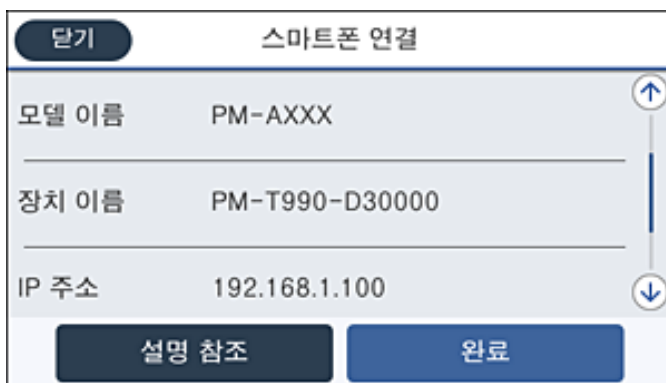 닫기 스마트폰 연결
모델 이름 PM-AXXX
장치 이름 PM-T990-D30000
IP 주소 192.168.1.100
설명 참조 완료